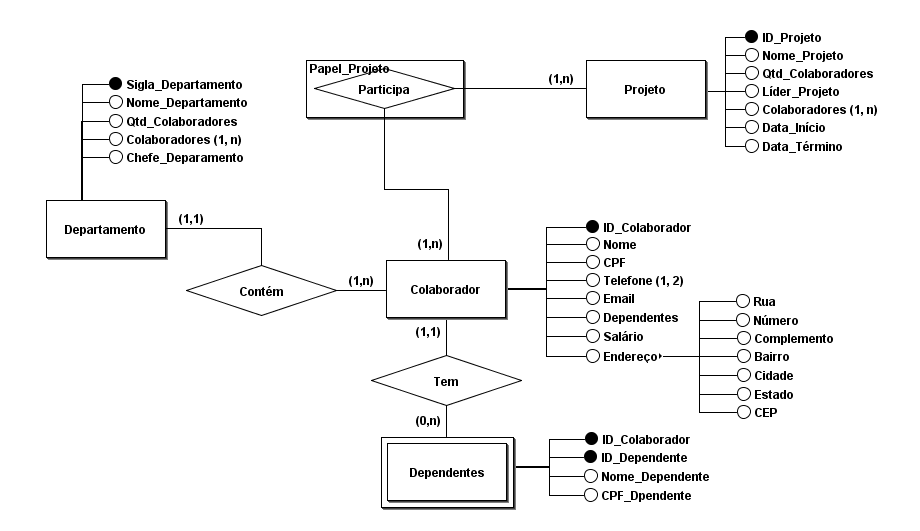 Papel_Projeto
Participa
(1,n)
Projeto
ID_Projeto
Nome_Projeto
Qtd_Colaboradores
Líder_Projeto
Colaboradores (1, n)
Data_Início
Data_Término
Sigla_Departamento
Nome_Departamento
Qtd_Colaboradores
Colaboradores (1, n)
Chefe_Deparamento
Departamento
(1,1)
Contém
(1,n)
(1,n)
Colaborador
ID_Colaborador
Nome
CPF
Telefone (1, 2)
Email
Dependentes
Salário
Endereço
Rua
Número
Complemento
Bairro
Cidade
Estado
CEP
(1,1)
Tem
(0,n)
Dependentes
ID_Colaborador
ID_Dependente
Nome_Dependente
CPF_Dpendente